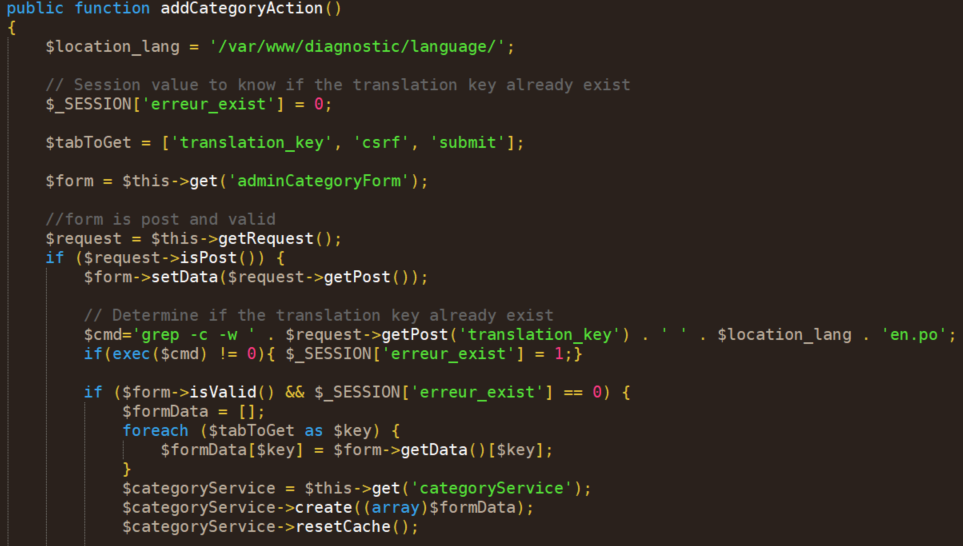 public function addCategoryAction()
{
    $location_lang = '/var/www/diagnostic/language/';
    // Session value to know if the translation key already exist
    $_SESSION['erreur_exist'] = 0;
    $tabToGet = ['translation_key', 'csrf', 'submit'];
    $form = $this->get('adminCategoryForm');
    //form is post and valid
    $request = $this->getRequest();
    if ($request->isPost()) {
        $form->setData($request->getPost());
        // Determine if the translation key already exist
        $cmd='grep -c -w ' . $request->getPost('translation_key') . ' ' . $location_lang . 'en.po';
        if(exec($cmd) != 0){ $_SESSION['erreur_exist'] = 1;}
        if ($form->isValid() && $_SESSION['erreur_exist'] == 0) {
            $formData = [];
            foreach ($tabToGet as $key) {
                $formData[$key] = $form->getData()[$key];
            }
            $categoryService = $this->get('categoryService');
            $categoryService->create((array)$formData);
            $categoryService->resetCache();